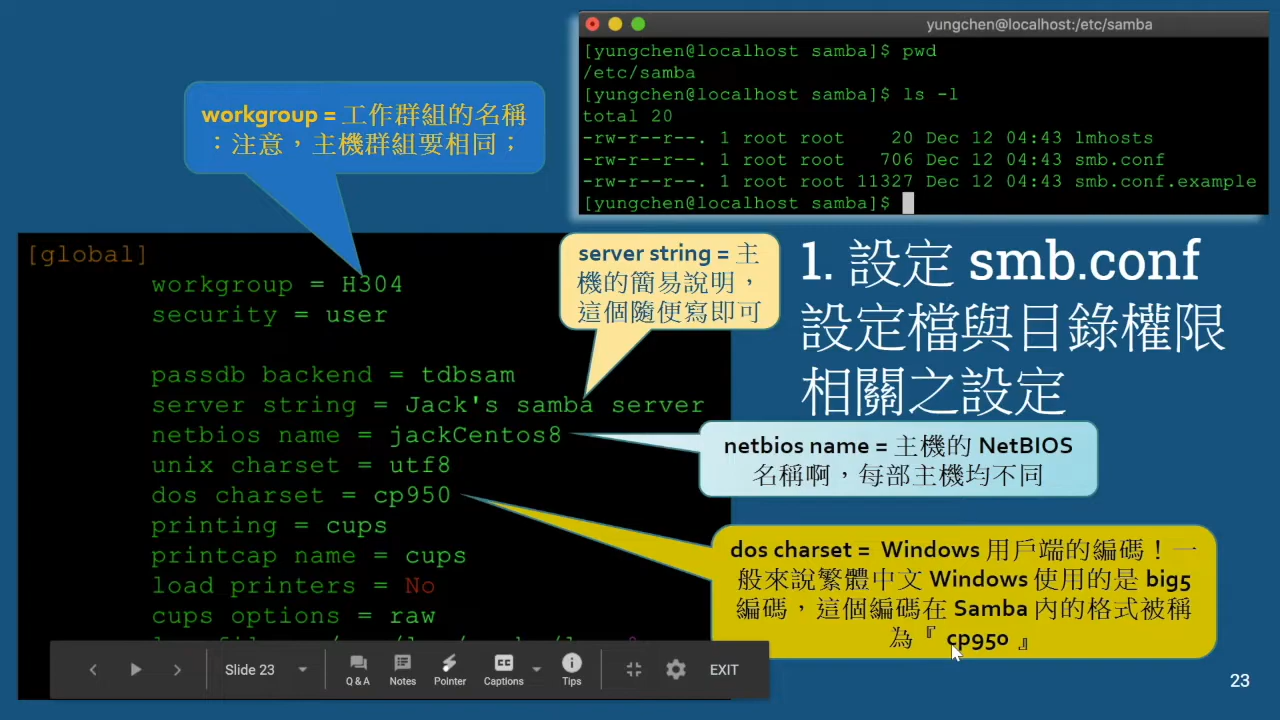 yungchen@localhost:/etc/samba
[yungchen@localhost samba]$ pwd
/etc/samba
[yungchen@localhost samba]$ ls -l
total 20
-rw-r--r--. 1 root root    20 Dec 12 04:43 lmhosts
-rw-r--r--. 1 root root   706 Dec 12 04:43 smb.conf
-rw-r--r--. 1 root root 11327 Dec 12 04:43 smb.conf.example
[yungchen@localhost samba]$
workgroup = 工作群組的名稱
：注意，主機群組要相同；
[global]
workgroup = H304
security = user
passdb backend = tdbsam
server string = Jack's samba server
netbios name = jackCentos8
unix charset = utf8
dos charset = cp950
printing = cups
printcap name = cups
load printers = No
cups options = raw
server string = 主
機的簡易說明，
這個隨便寫即可
1. 設定 smb.conf
設定檔與目錄權限
相關之設定
netbios name = 主機的 NetBIOS
名稱啊，每部主機均不同
dos charset = Windows 用戶端的編碼！一
般來說繁體中文 Windows 使用的是 big5
編碼，這個編碼在 Samba 內的格式被稱
為『 cp950 』
Slide 23
Q & A
Notes
Pointer
CC
Captions
Tips
EXIT
23